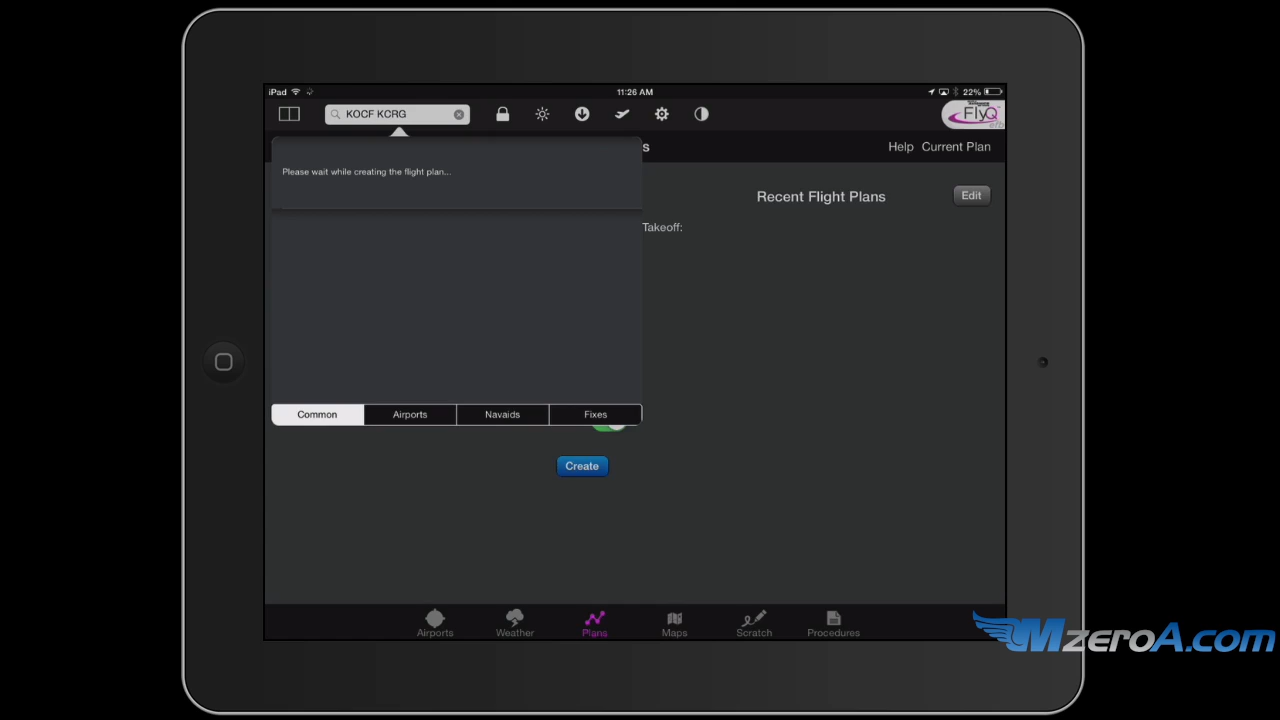 iPad
11:26 AM
22%
KOCF KCRG
FlyQ
efb
s
Help
Current Plan
Please wait while creating the flight plan...
Recent Flight Plans
Edit
Takeoff:
Common
Airports
Navaids
Fixes
Create
Airports
Weather
Plans
Maps
Scratch
Procedures
MzeroA.com